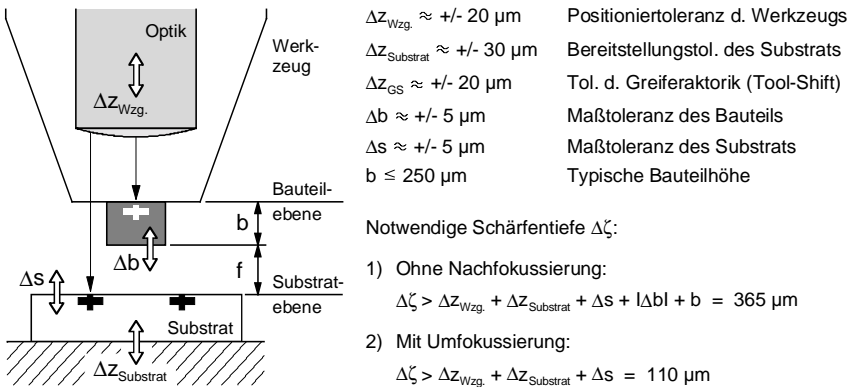 Optik
Werk-
zeug
Δz_Wzg.
Bauteil-
ebene
b
Δb
f
Δs
Substrat-
ebene
Substrat
Δz_Substrat
Δz_Wzg. ≈ +/- 20 µm Positioniertoleranz d. Werkzeugs
Δz_Substrat ≈ +/- 30 µm Bereitstellungstol. des Substrats
Δz_GS ≈ +/- 20 µm Tol. d. Greiferaktorik (Tool-Shift)
Δb ≈ +/- 5 µm Maßtoleranz des Bauteils
Δs ≈ +/- 5 µm Maßtoleranz des Substrats
b ≤ 250 µm Typische Bauteilhöhe
Notwendige Schärfentiefe Δζ:
1) Ohne Nachfokussierung:
Δζ > Δz_Wzg. + Δz_Substrat + Δs + IΔbI + b = 365 µm
2) Mit Umfokussierung:
Δζ > Δz_Wzg. + Δz_Substrat + Δs = 110 µm